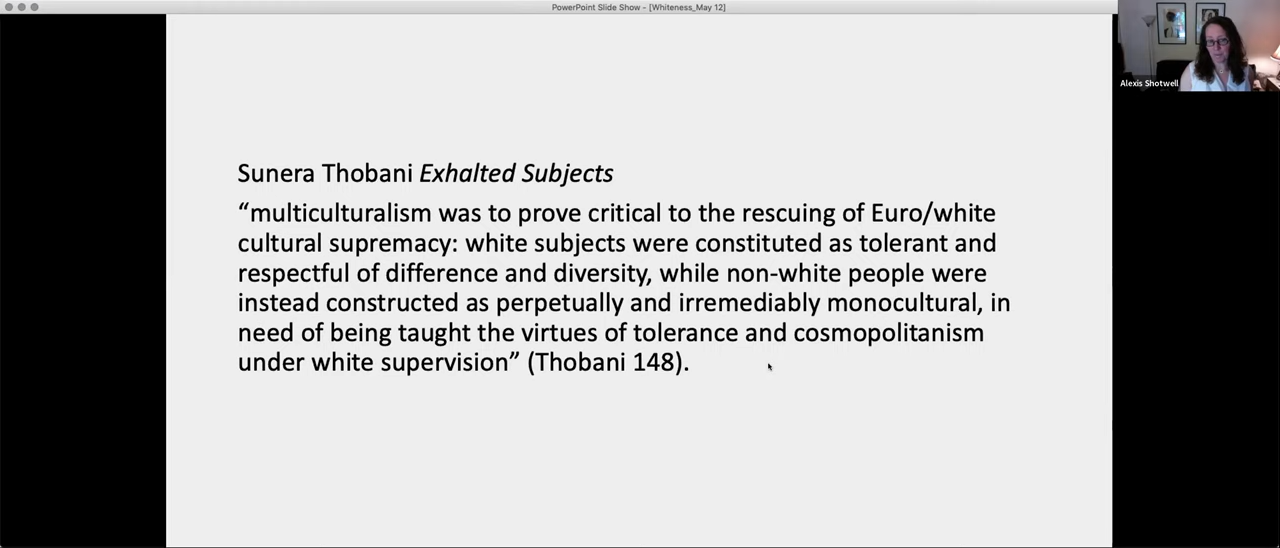 PowerPoint Slide Show - [Whiteness_May 12]
Alexis Shotwell
Sunera Thobani Exhalted Subjects
“multiculturalism was to prove critical to the rescuing of Euro/white
cultural supremacy: white subjects were constituted as tolerant and
respectful of difference and diversity, while non-white people were
instead constructed as perpetually and irremediably monocultural, in
need of being taught the virtues of tolerance and cosmopolitanism
under white supervision” (Thobani 148).